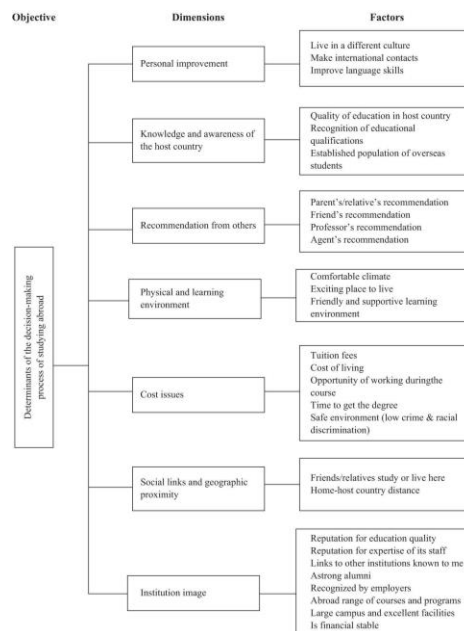 Objective
Dimensions
Factors
Determinants of the decision-making
process of studying abroad
Personal improvement
Live in a different culture
Make international contacts
Improve language skills
Knowledge and awareness of
the host country
Quality of education in host country
Recognition of educational
qualifications
Established population of overseas
students
Recommendation from others
Parent's/relative's recommendation
Friend's recommendation
Professor's recommendation
Agent's recommendation
Physical and learning
environment
Comfortable climate
Exciting place to live
Friendly and supportive learning
environment
Cost issues
Tuition fees
Cost of living
Opportunity of working duringthe
course
Time to get the degree
Safe environment (low crime & racial
discrimination)
Social links and geographic
proximity
Friends/relatives study or live here
Home-host country distance
Institution image
Reputation for education quality
Reputation for expertise of its staff
Links to other institutions known to me
Astrong alumni
Recognized by employers
Abroad range of courses and programs
Large campus and excellent facilities
Is financial stable